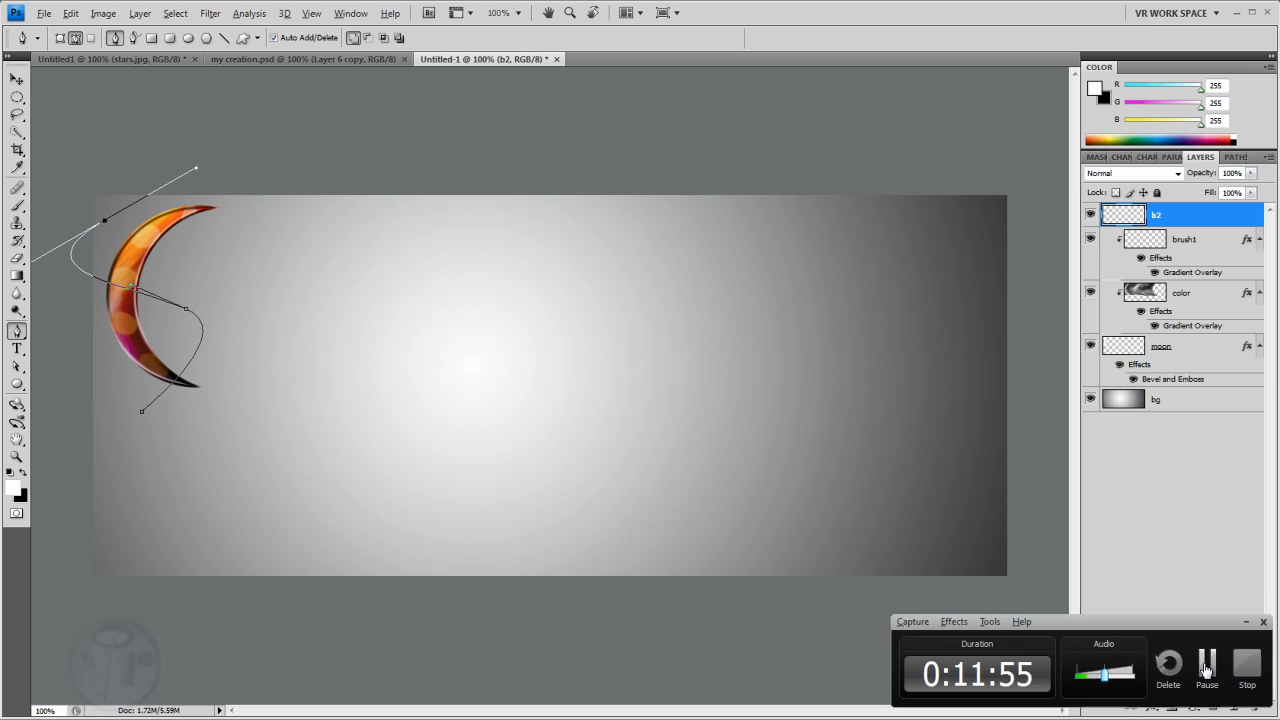 Ps File Edit Image Layer Select Filter Analysis 3D View Window Help Br 100% VR WORK SPACE
Auto Add/Delete
Untitled1 @ 100% (stars.jpg, RGB/8) * × my creation.psd @ 100% (Layer 6 copy, RGB/8) × Untitled-1 @ 100% (b2, RGB/8) * ×
COLOR
R 255
G 255
B 255
MASK CHAN CHAR PARA LAYERS PATHS
Normal Opacity: 100%
Lock: Fill: 100%
b2
brush1 fx
Effects
Gradient Overlay
color
Effects
Gradient Overlay
moon fx
Effects
Bevel and Emboss
bg
T
Capture Effects Tools Help
Duration Audio
0:11:55
Delete Pause Stop
100% Doc: 1.72M/5.59M